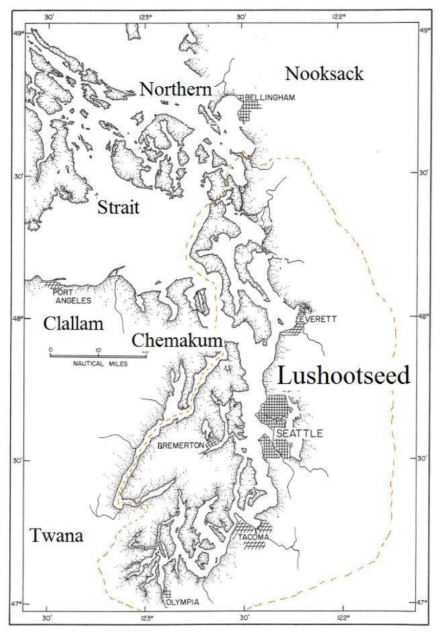 30' 123° 30' 122°
49° 49°
Nooksack
Northern
BELLINGHAM
30' 30'
Strait
PORT
ANGELES
48° 48°
EVERETT
Clallam
Chemakum
0 10
NAUTICAL MILES
Lushootseed
SEATTLE
BREMERTON
30' 30'
Twana
TACOMA
47° 47°
OLYMPIA
30' 123° 30' 122°